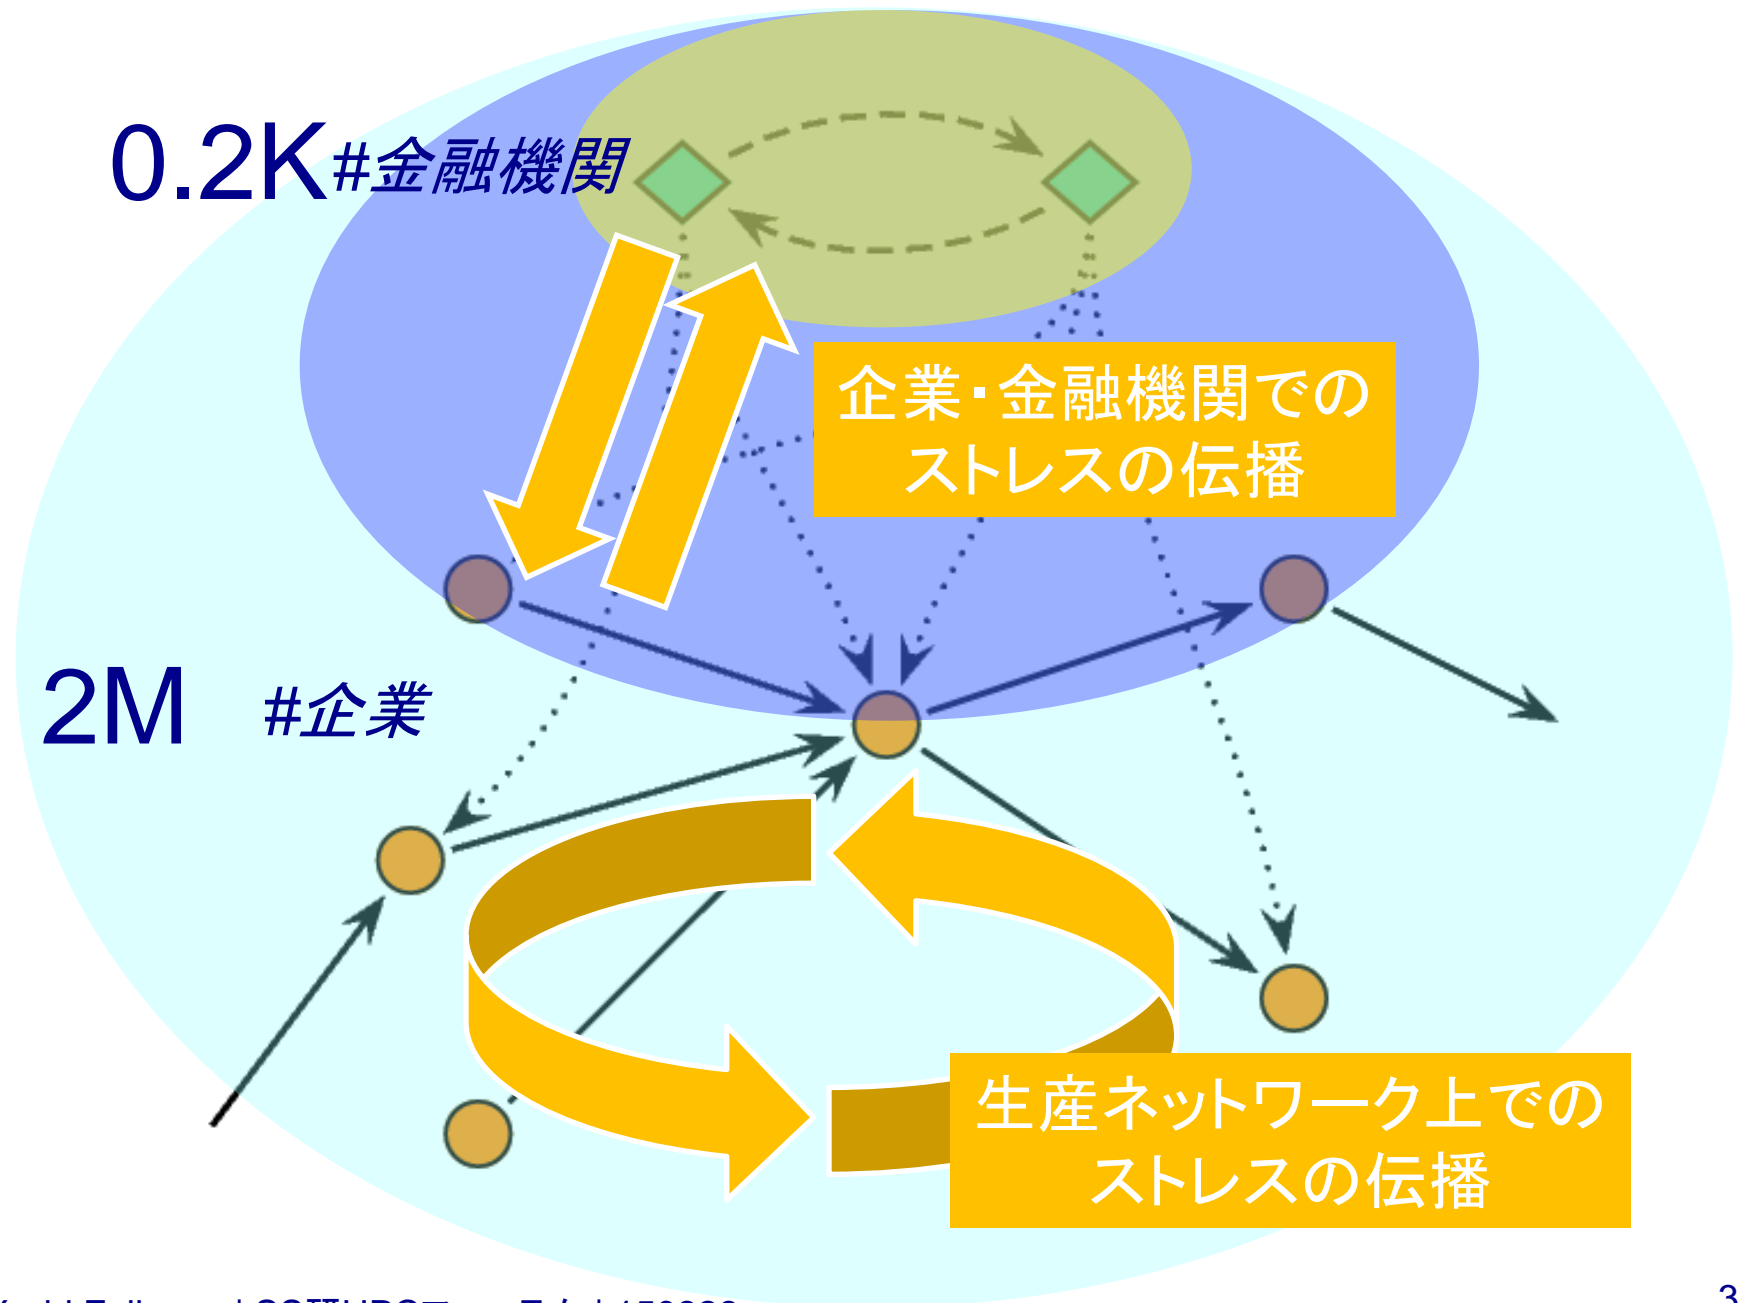 0.2K #金融機関
企業・金融機関での
ストレスの伝播
2M #企業
生産ネットワーク上での
ストレスの伝播
3